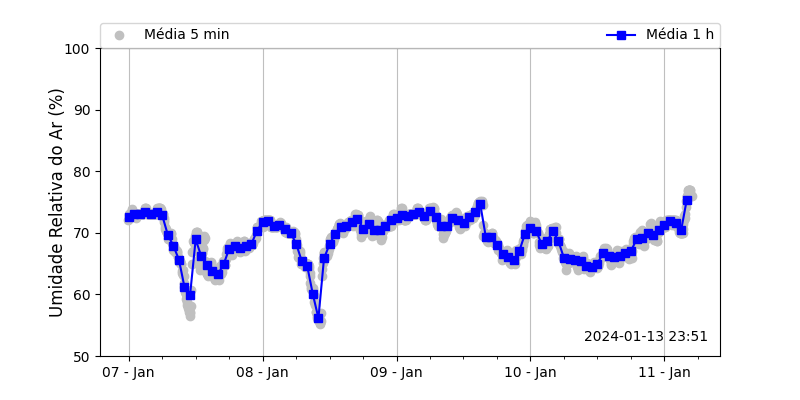 Média 5 min
Média 1 h
Umidade Relativa do Ar (%)
100
90
80
70
60
50
2024-01-13 23:51
07 - Jan
08 - Jan
09 - Jan
10 - Jan
11 - Jan